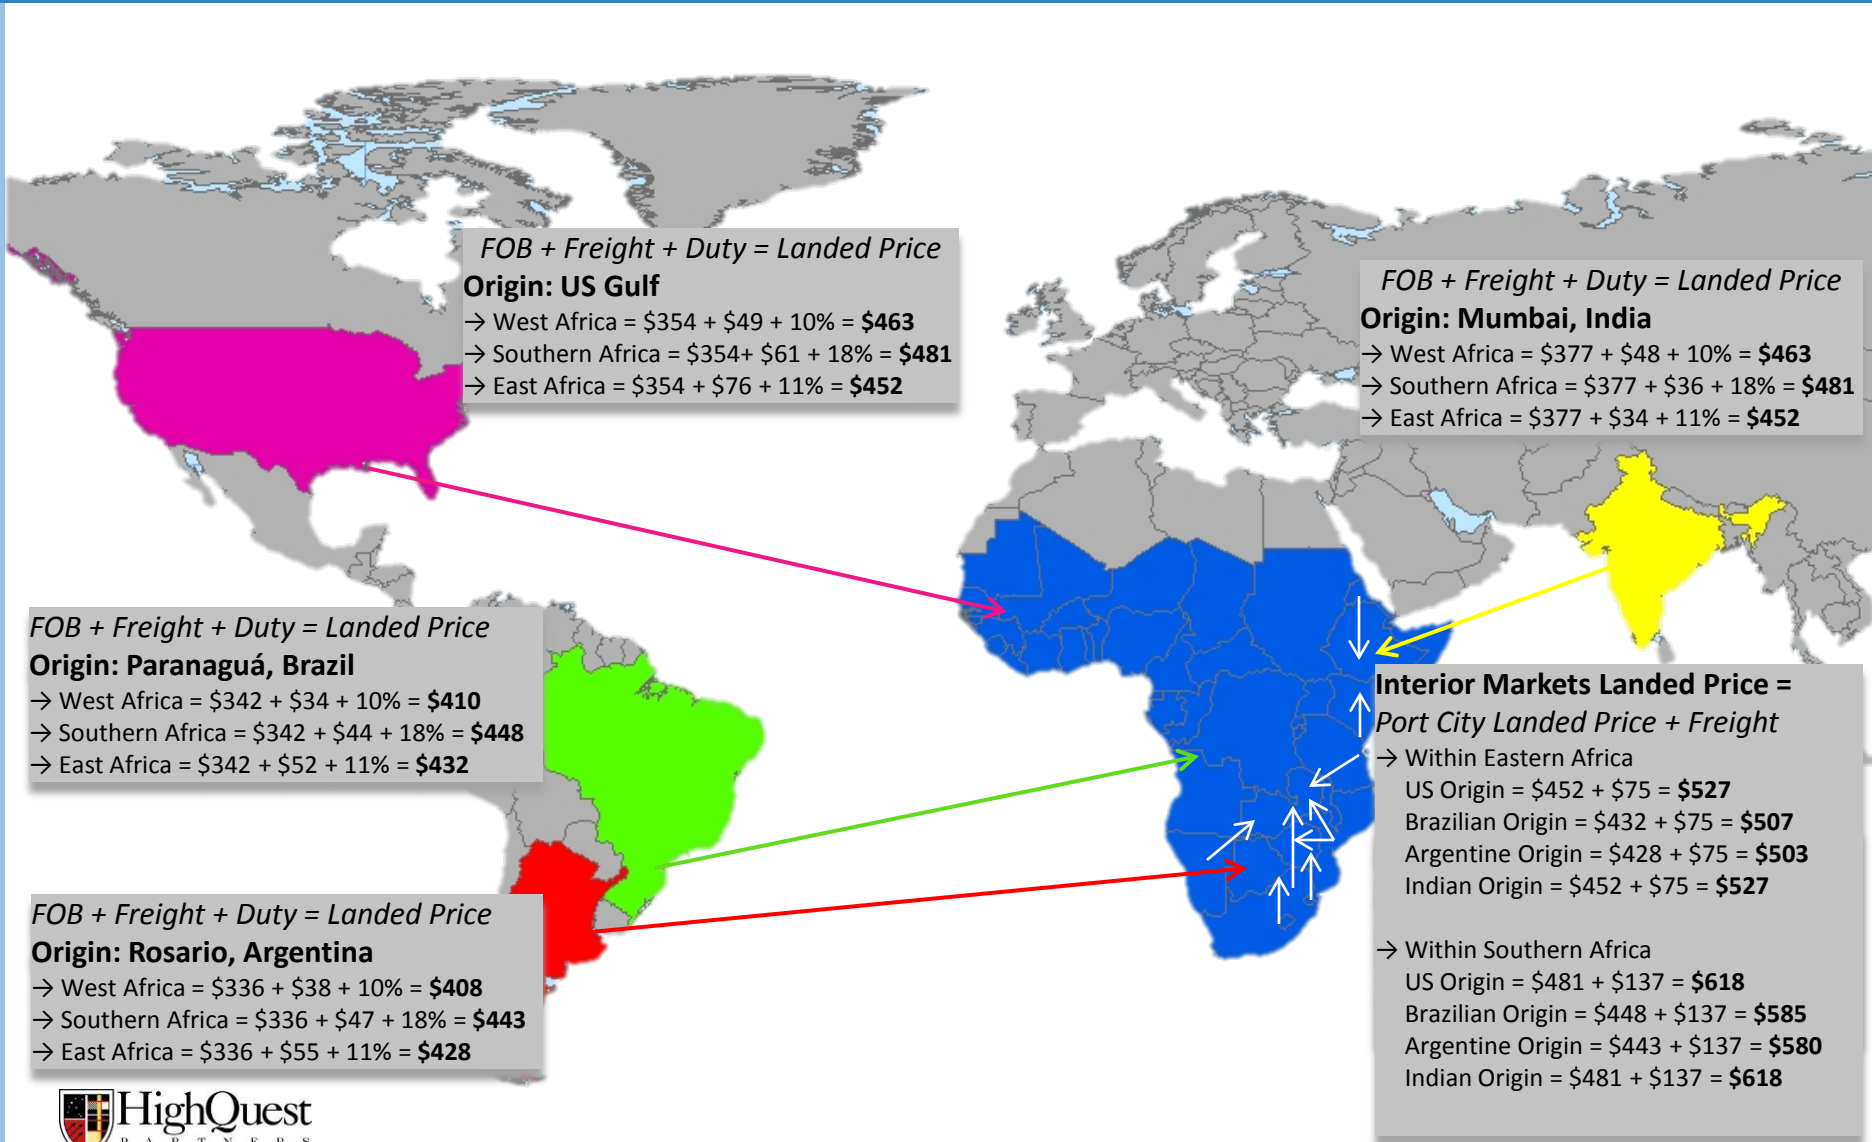 FOB + Freight + Duty = Landed Price
Origin: US Gulf
→ West Africa = $354 + $49 + 10% = $463
→ Southern Africa = $354+ $61 + 18% = $481
→ East Africa = $354 + $76 + 11% = $452
FOB + Freight + Duty = Landed Price
Origin: Mumbai, India
→ West Africa = $377 + $48 + 10% = $463
→ Southern Africa = $377 + $36 + 18% = $481
→ East Africa = $377 + $34 + 11% = $452
FOB + Freight + Duty = Landed Price
Origin: Paranaguá, Brazil
→ West Africa = $342 + $34 + 10% = $410
→ Southern Africa = $342 + $44 + 18% = $448
→ East Africa = $342 + $52 + 11% = $432
Interior Markets Landed Price =
Port City Landed Price + Freight
→ Within Eastern Africa
US Origin = $452 + $75 = $527
Brazilian Origin = $432 + $75 = $507
Argentine Origin = $428 + $75 = $503
Indian Origin = $452 + $75 = $527
→ Within Southern Africa
US Origin = $481 + $137 = $618
Brazilian Origin = $448 + $137 = $585
Argentine Origin = $443 + $137 = $580
Indian Origin = $481 + $137 = $618
FOB + Freight + Duty = Landed Price
Origin: Rosario, Argentina
→ West Africa = $336 + $38 + 10% = $408
→ Southern Africa = $336 + $47 + 18% = $443
→ East Africa = $336 + $55 + 11% = $428
HighQuest
PARTNERS